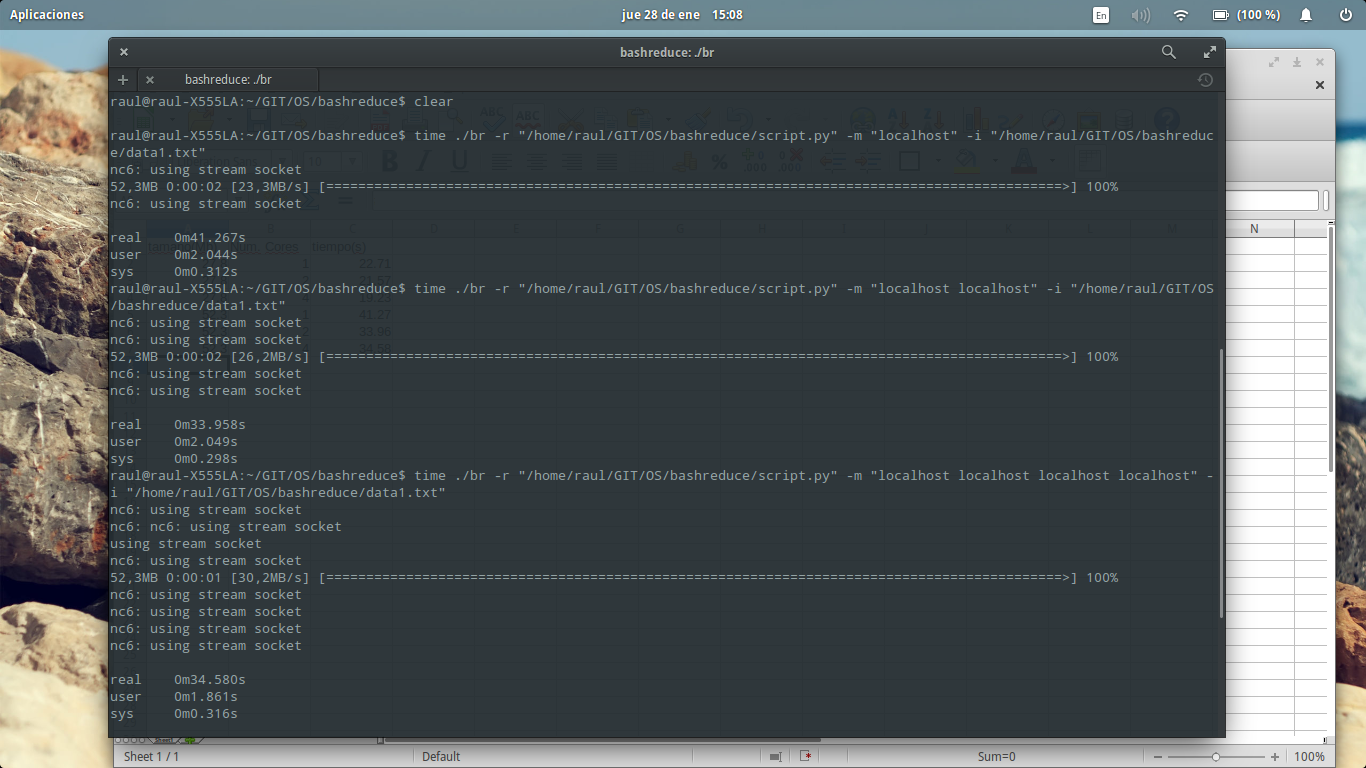 Aplicaciones
jue 28 de ene 15:08
En
(100 %)
bashreduce: ./br
bashreduce: ./br
raul@raul-X555LA:~/GIT/OS/bashreduce$ clear
raul@raul-X555LA:~/GIT/OS/bashreduce$ time ./br -r "/home/raul/GIT/OS/bashreduce/script.py" -m "localhost" -i "/home/raul/GIT/OS/bashreduc
e/data1.txt"
nc6: using stream socket
52,3MB 0:00:02 [23,3MB/s] [============================================================================================>] 100%
nc6: using stream socket
real 0m41.267s
user 0m2.044s
sys 0m0.312s
raul@raul-X555LA:~/GIT/OS/bashreduce$ time ./br -r "/home/raul/GIT/OS/bashreduce/script.py" -m "localhost localhost" -i "/home/raul/GIT/OS
/bashreduce/data1.txt"
nc6: using stream socket
nc6: using stream socket
52,3MB 0:00:02 [26,2MB/s] [============================================================================================>] 100%
nc6: using stream socket
nc6: using stream socket
real 0m33.958s
user 0m2.049s
sys 0m0.298s
raul@raul-X555LA:~/GIT/OS/bashreduce$ time ./br -r "/home/raul/GIT/OS/bashreduce/script.py" -m "localhost localhost localhost localhost" -
i "/home/raul/GIT/OS/bashreduce/data1.txt"
nc6: using stream socket
nc6: nc6: using stream socket
using stream socket
nc6: using stream socket
52,3MB 0:00:01 [30,2MB/s] [============================================================================================>] 100%
nc6: using stream socket
nc6: using stream socket
nc6: using stream socket
nc6: using stream socket
real 0m34.580s
user 0m1.861s
sys 0m0.316s
N
Cores tiempo(s)
22.71
41.27
33.96
Sheet 1 / 1
Default
Sum=0
100%